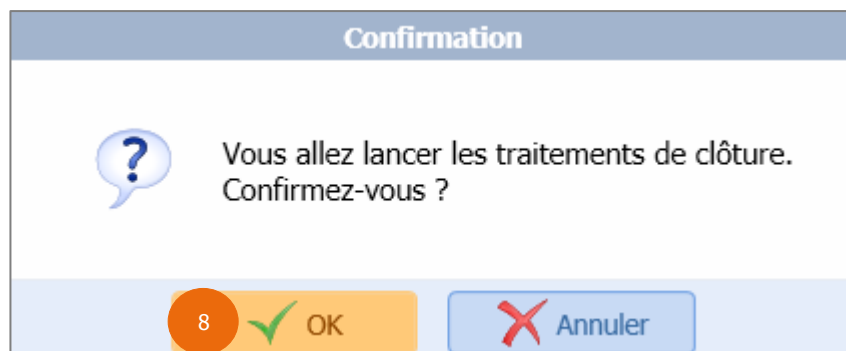 Confirmation
?
Vous allez lancer les traitements de clôture.
Confirmez-vous ?
8 OK Annuler